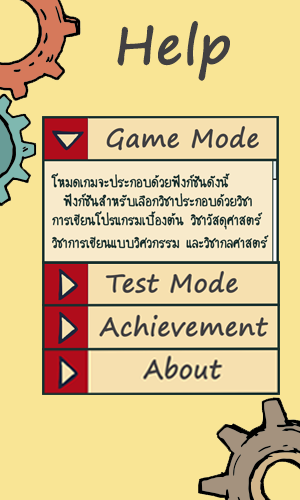 Help
Game Mode
โหมดเกมจะประกอบด้วยฟังก์ชันดังนี้
ฟังก์ชันสำหรับเลือกวิชาประกอบด้วยวิชา
การเขียนโปรแกรมเบื้องต้น วิชาวัสดุศาสตร์
วิชาการเขียนแบบวิศวกรรม และวิชากลศาสตร์
Test Mode
Achievement
About